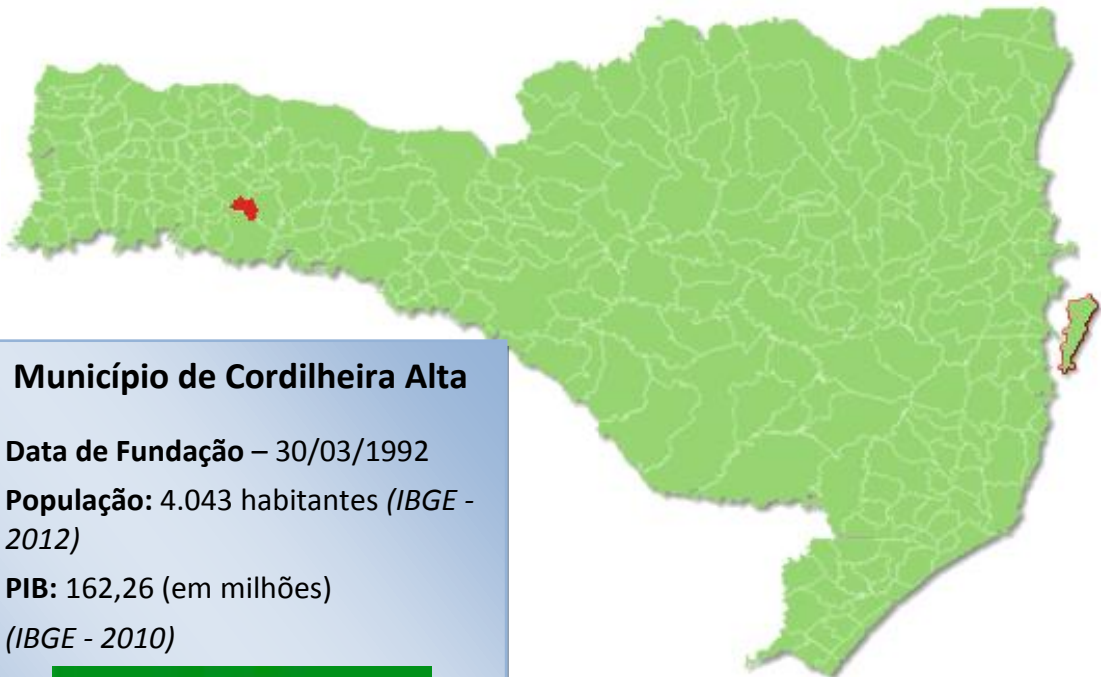 Município de Cordilheira Alta
Data de Fundação – 30/03/1992
População: 4.043 habitantes (IBGE -
2012)
PIB: 162,26 (em milhões)
(IBGE - 2010)